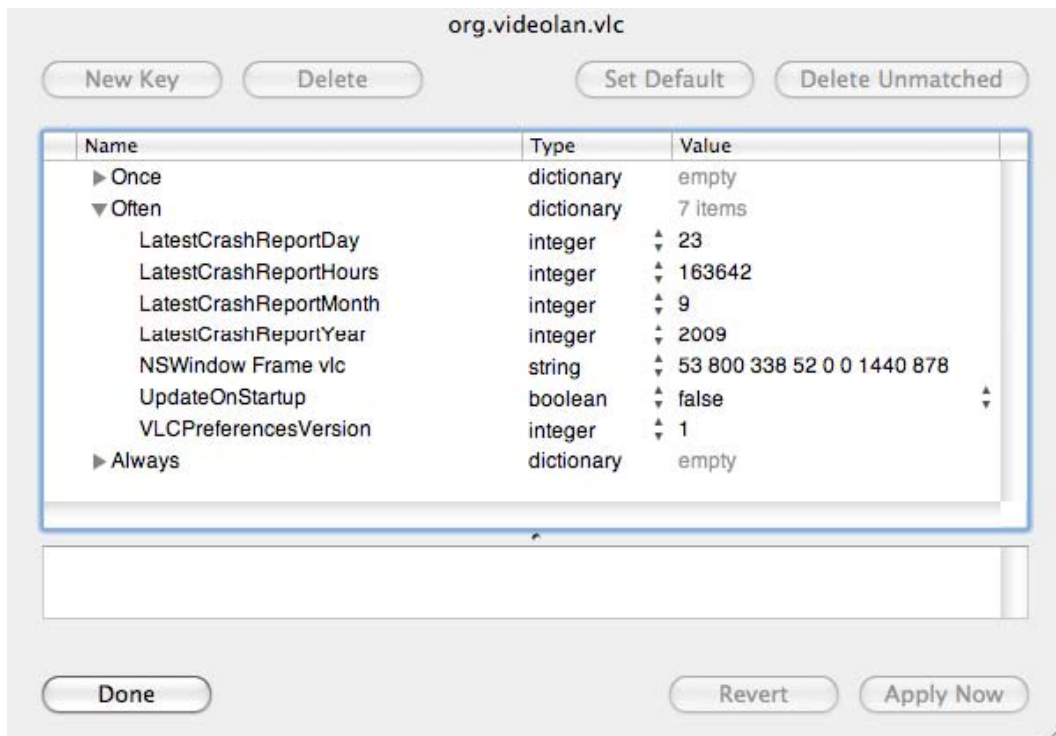 org.videolan.vlc
New Key Delete Set Default Delete Unmatched
Name Type Value
Once dictionary empty
Often dictionary 7 items
LatestCrashReportDay integer 23
LatestCrashReportHours integer 163642
LatestCrashReportMonth integer 9
LatestCrashReportYear integer 2009
NSWindow Frame vlc string 53 800 338 52 0 0 1440 878
UpdateOnStartup boolean false
VLCPreferencesVersion integer 1
Always dictionary empty
Done Revert Apply Now